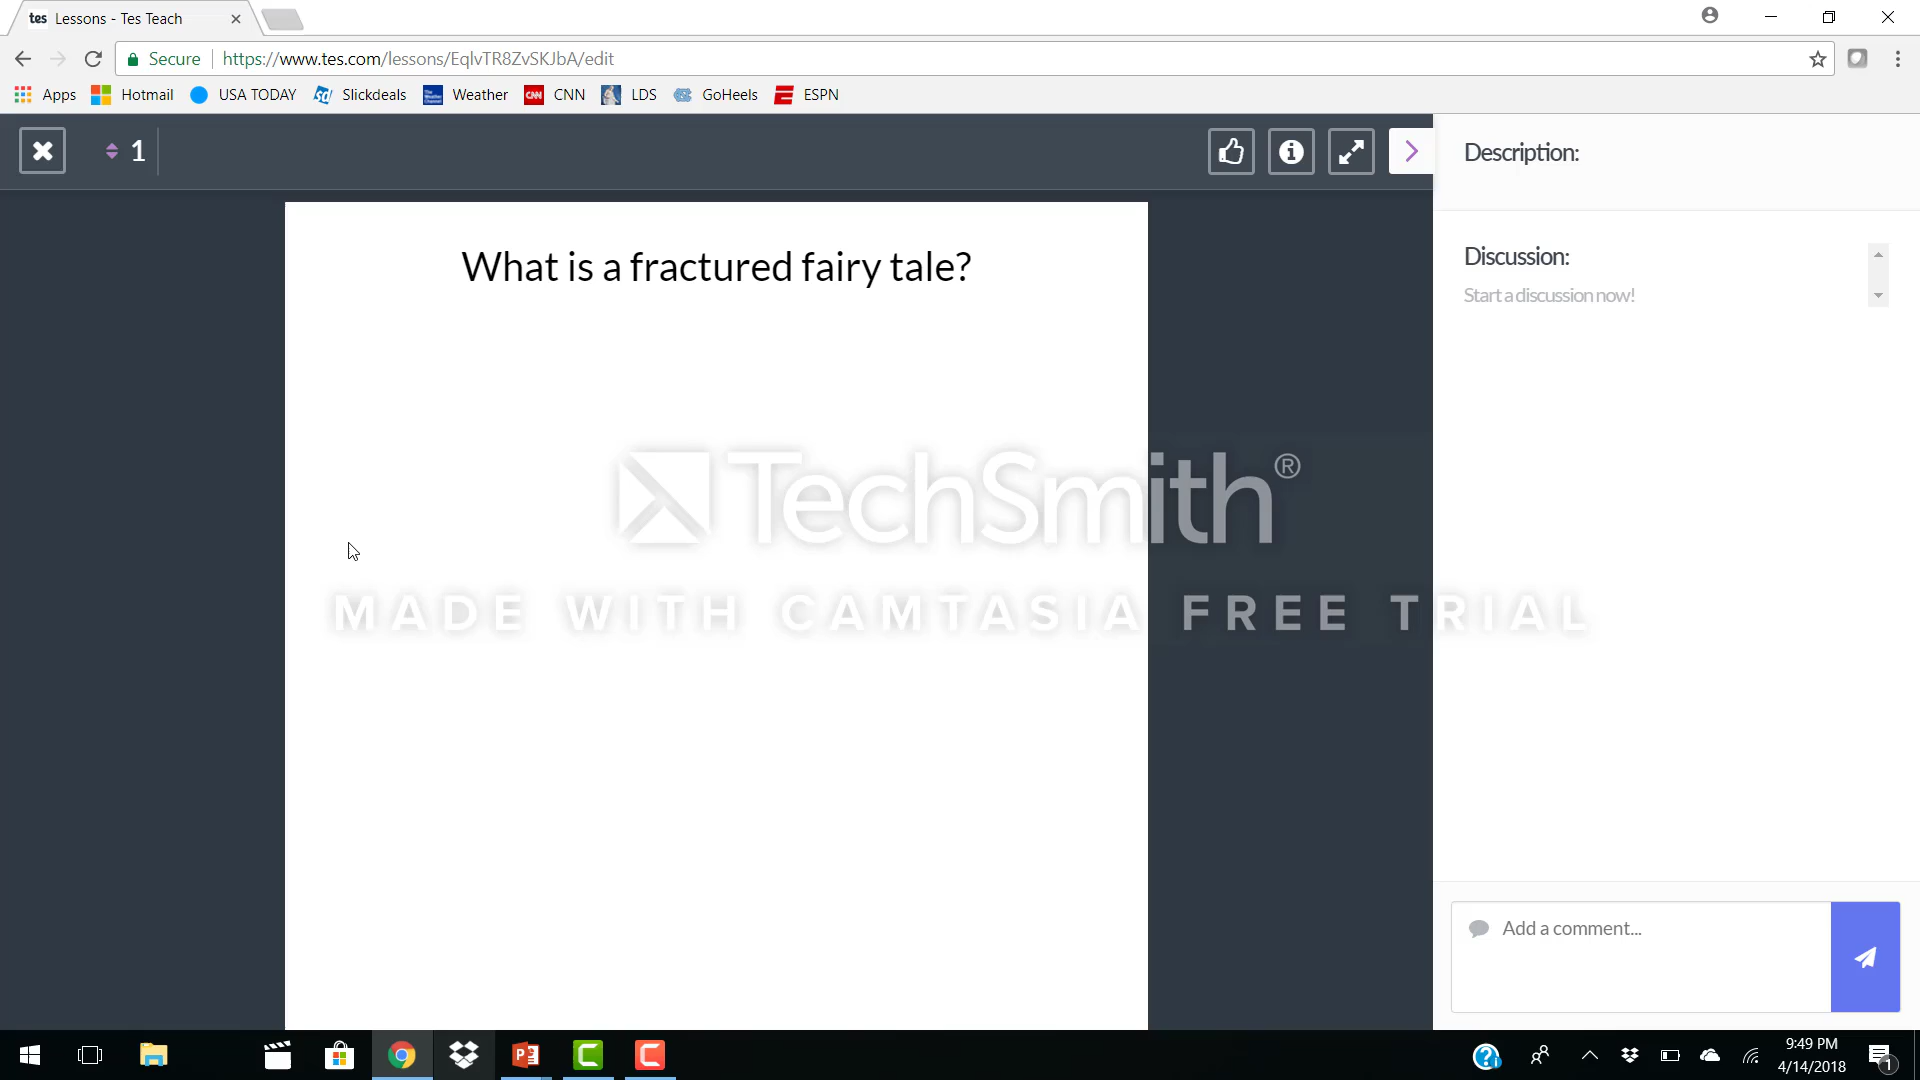 tes Lessons - Tes Teach
Secure https://www.tes.com/lessons/EqlvTR8ZvSKJbA/edit
Apps Hotmail USA TODAY Slickdeals Weather CNN LDS GoHeels ESPN
1
Description:
What is a fractured fairy tale?
Discussion:
Start a discussion now!
TechSmith®
MADE WITH CAMTASIA FREE TRIAL
Add a comment...
9:49 PM
4/14/2018
1